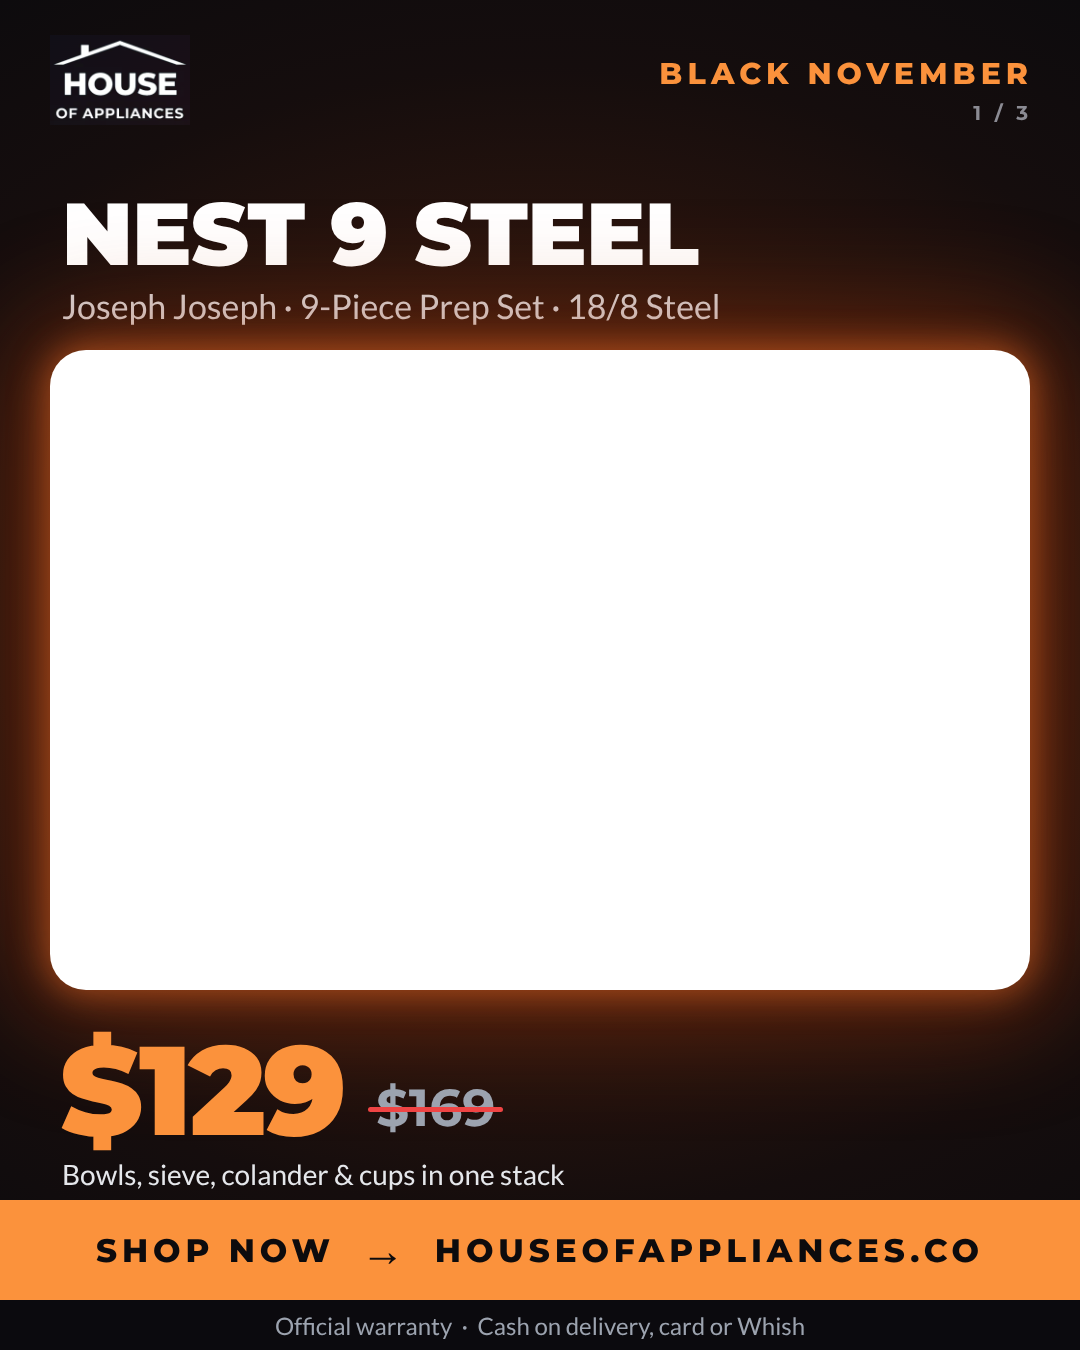 HOUSE
OF APPLIANCES
BLACK NOVEMBER
1 / 3
NEST 9 STEEL
Joseph Joseph · 9-Piece Prep Set · 18/8 Steel
$129 $169
Bowls, sieve, colander & cups in one stack
SHOP NOW → HOUSEOFAPPLIANCES.CO
Official warranty · Cash on delivery, card or Whish